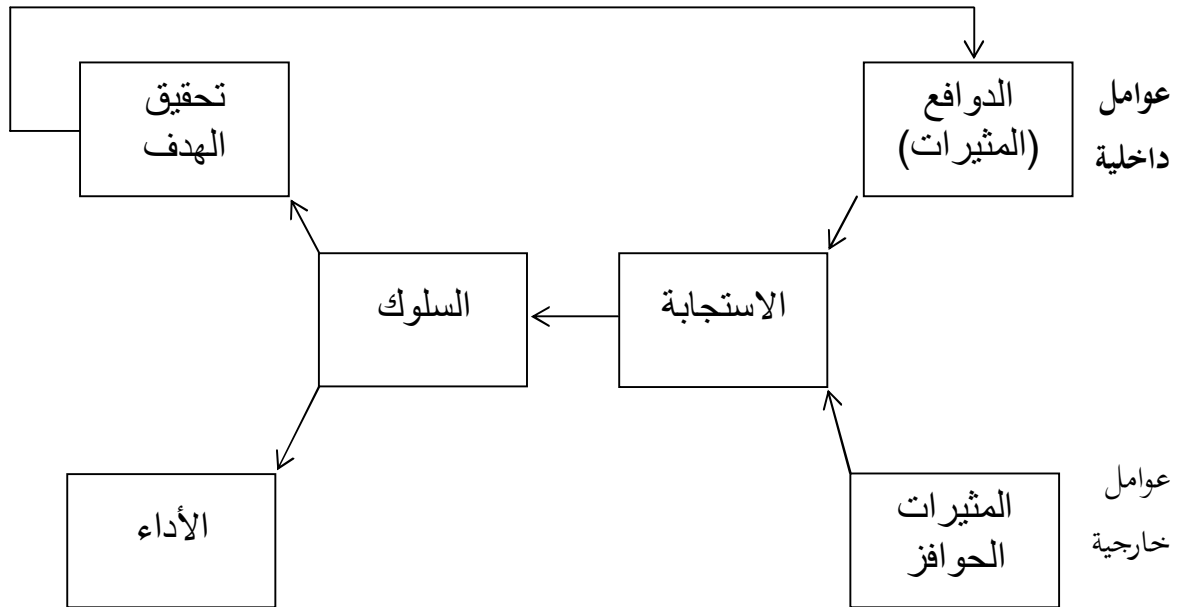 عوامل
داخلية
الدوافع
(المثيرات)
تحقيق
الهدف
الاستجابة
السلوك
عوامل
خارجية
المثيرات
الحوافز
الأداء